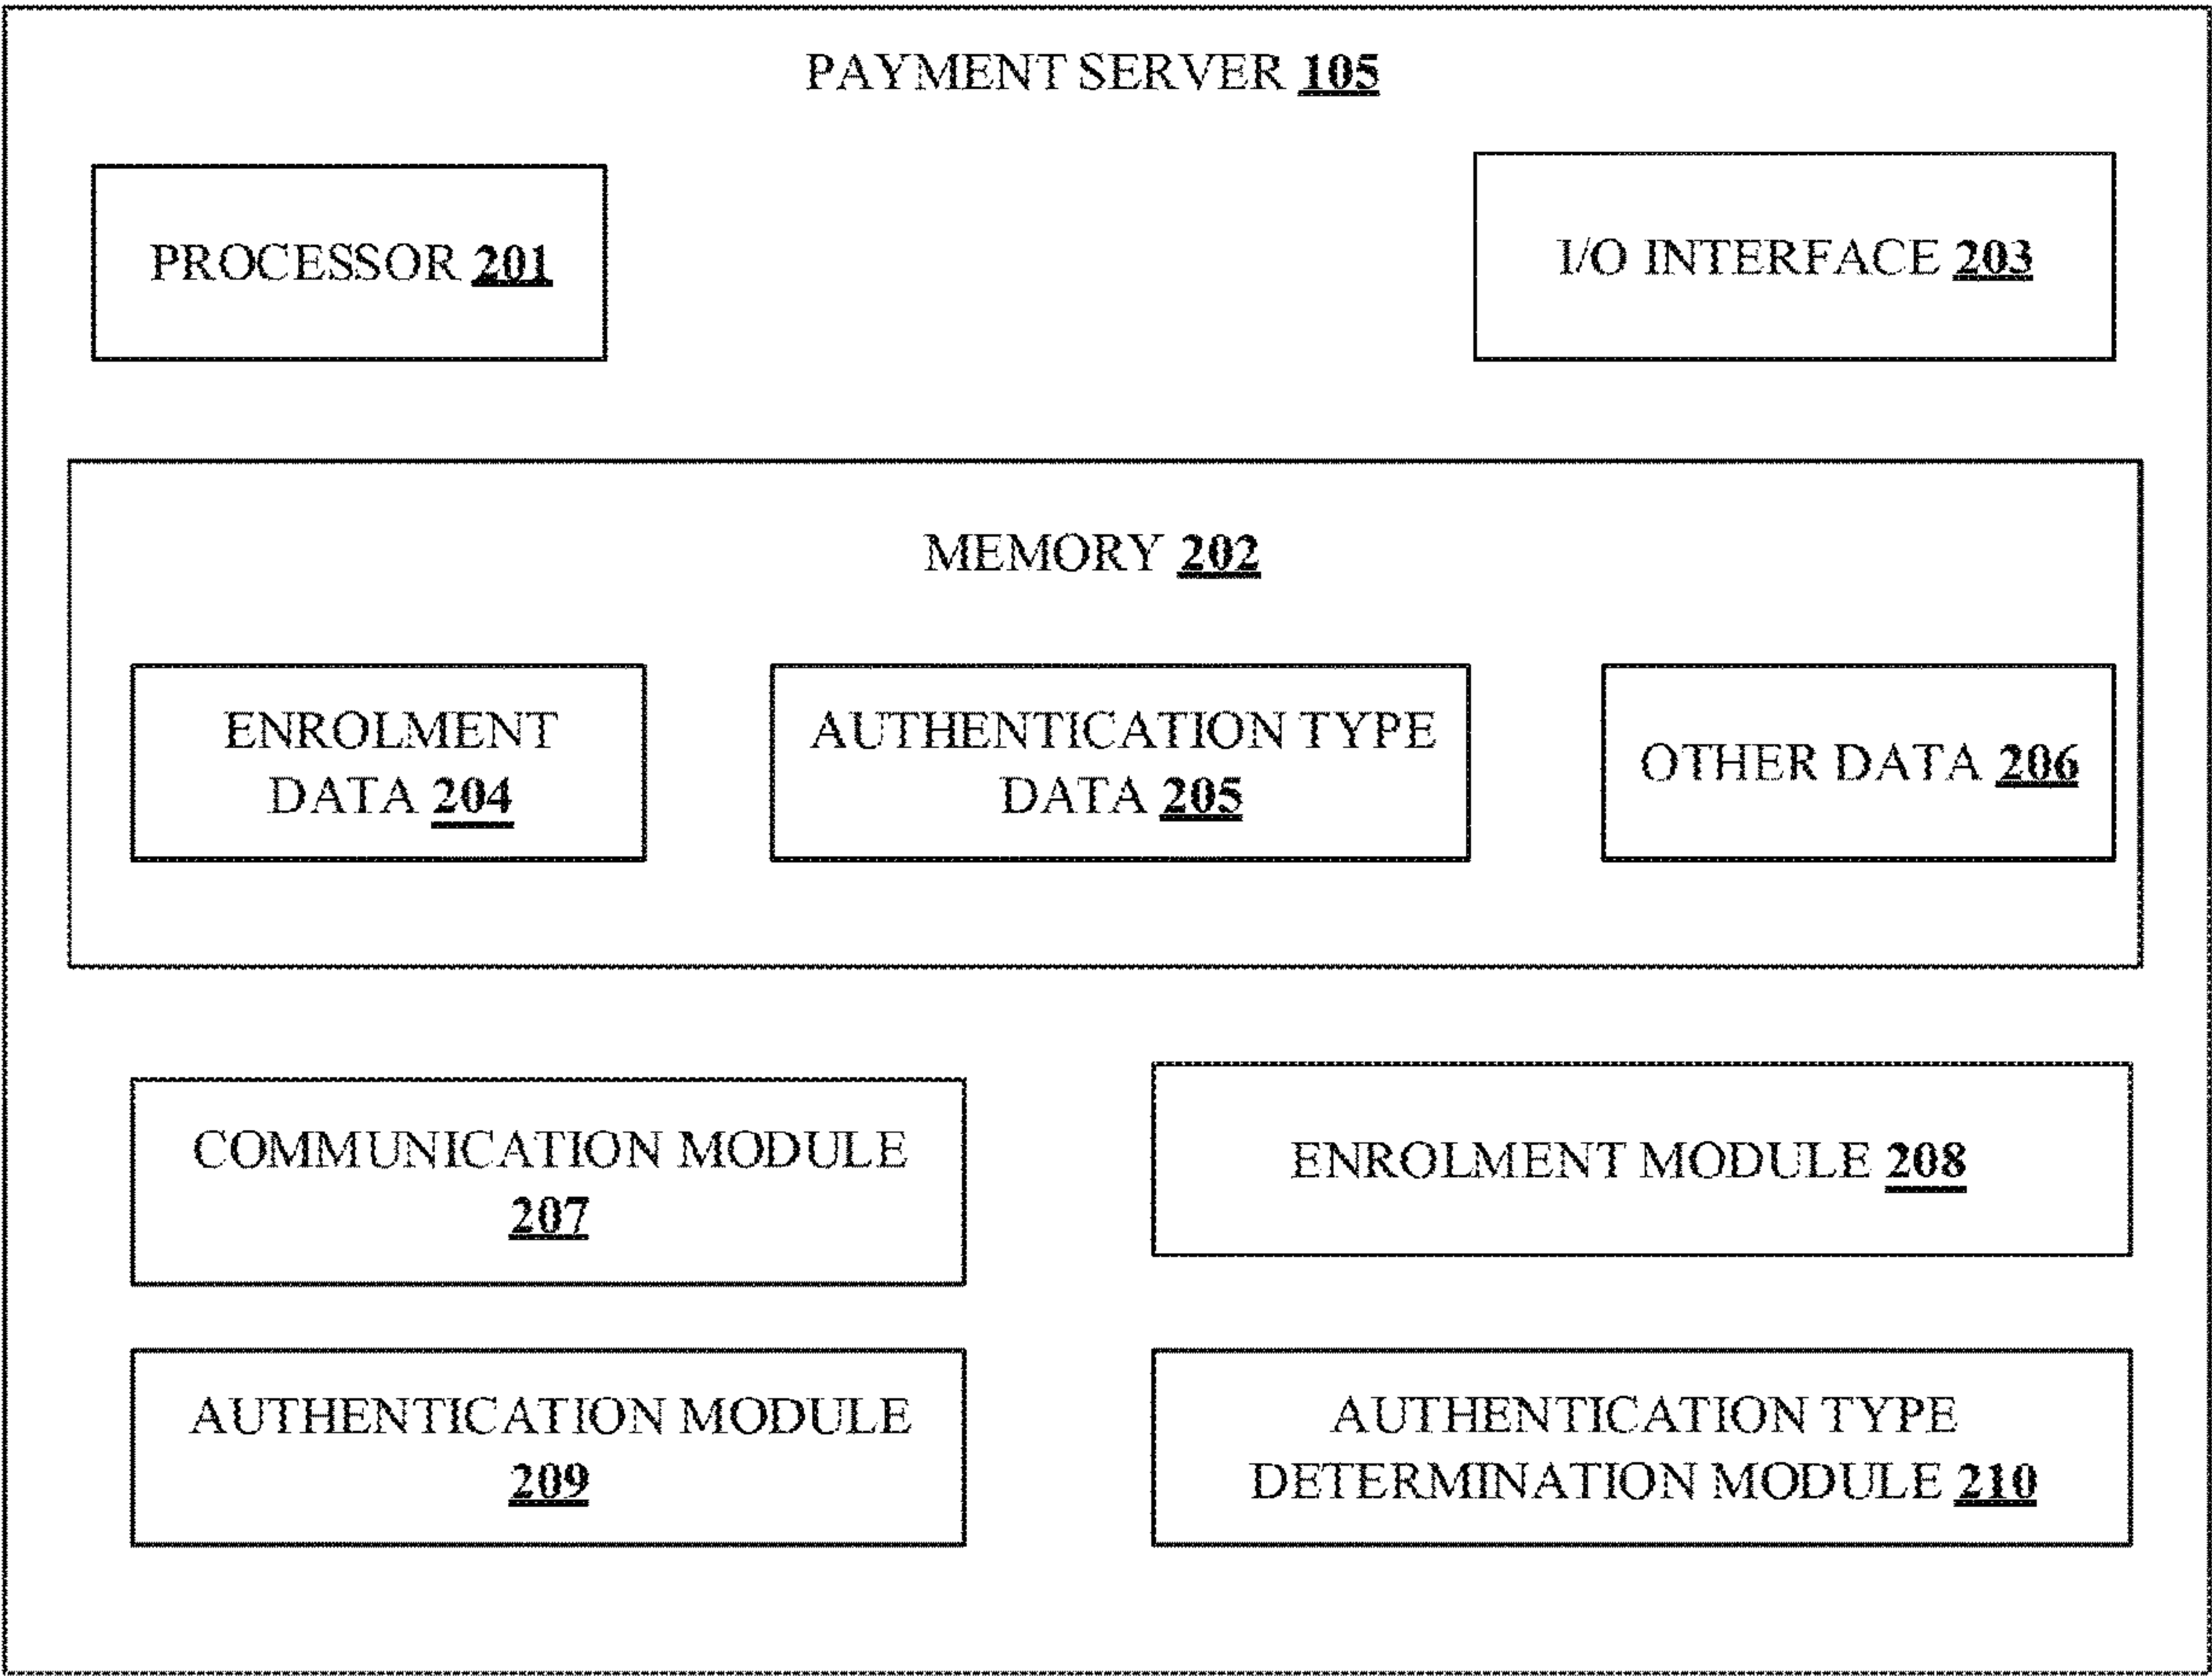 PAYMENT SERVER 105
PROCESSOR 201
I/O INTERFACE 203
MEMORY 202
ENROLMENT
DATA 204
AUTHENTICATION TYPE
DATA 205
OTHER DATA 206
COMMUNICATION MODULE
207
ENROLMENT MODULE 208
AUTHENTICATION MODULE
209
AUTHENTICATION TYPE
DETERMINATION MODULE 210